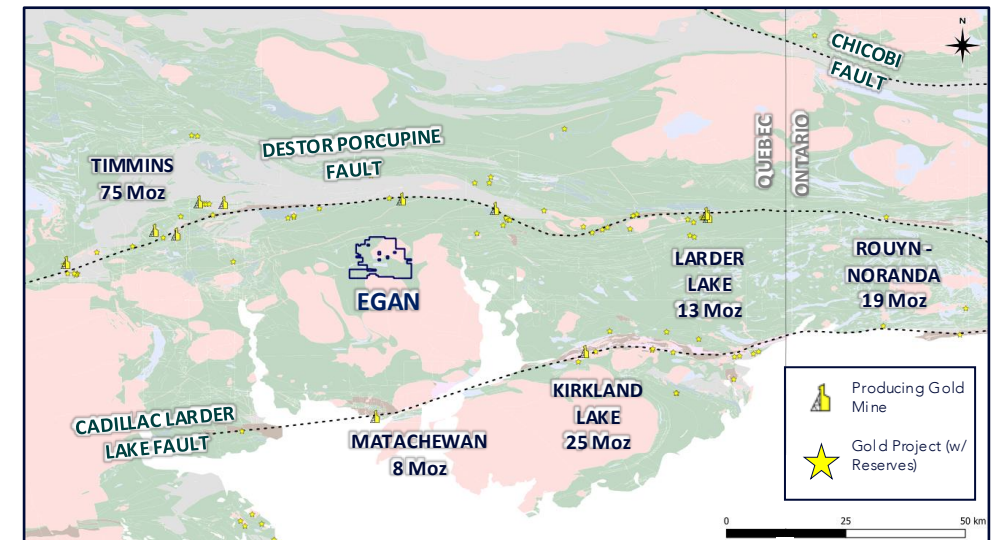 N
CHICOBI
FAULT
QUEBEC
ONTARIO
DESTOR PORCUPINE
FAULT
TIMMINS
75 Moz
EGAN
LARDER
LAKE
13 Moz
ROUYN -
NORANDA
19 Moz
KIRKLAND
LAKE
25 Moz
CADILLAC LARDER
LAKE FAULT
MATACHEWAN
8 Moz
Producing Gold
Mine
Gold Project (w/
Reserves)
0 25 50 km